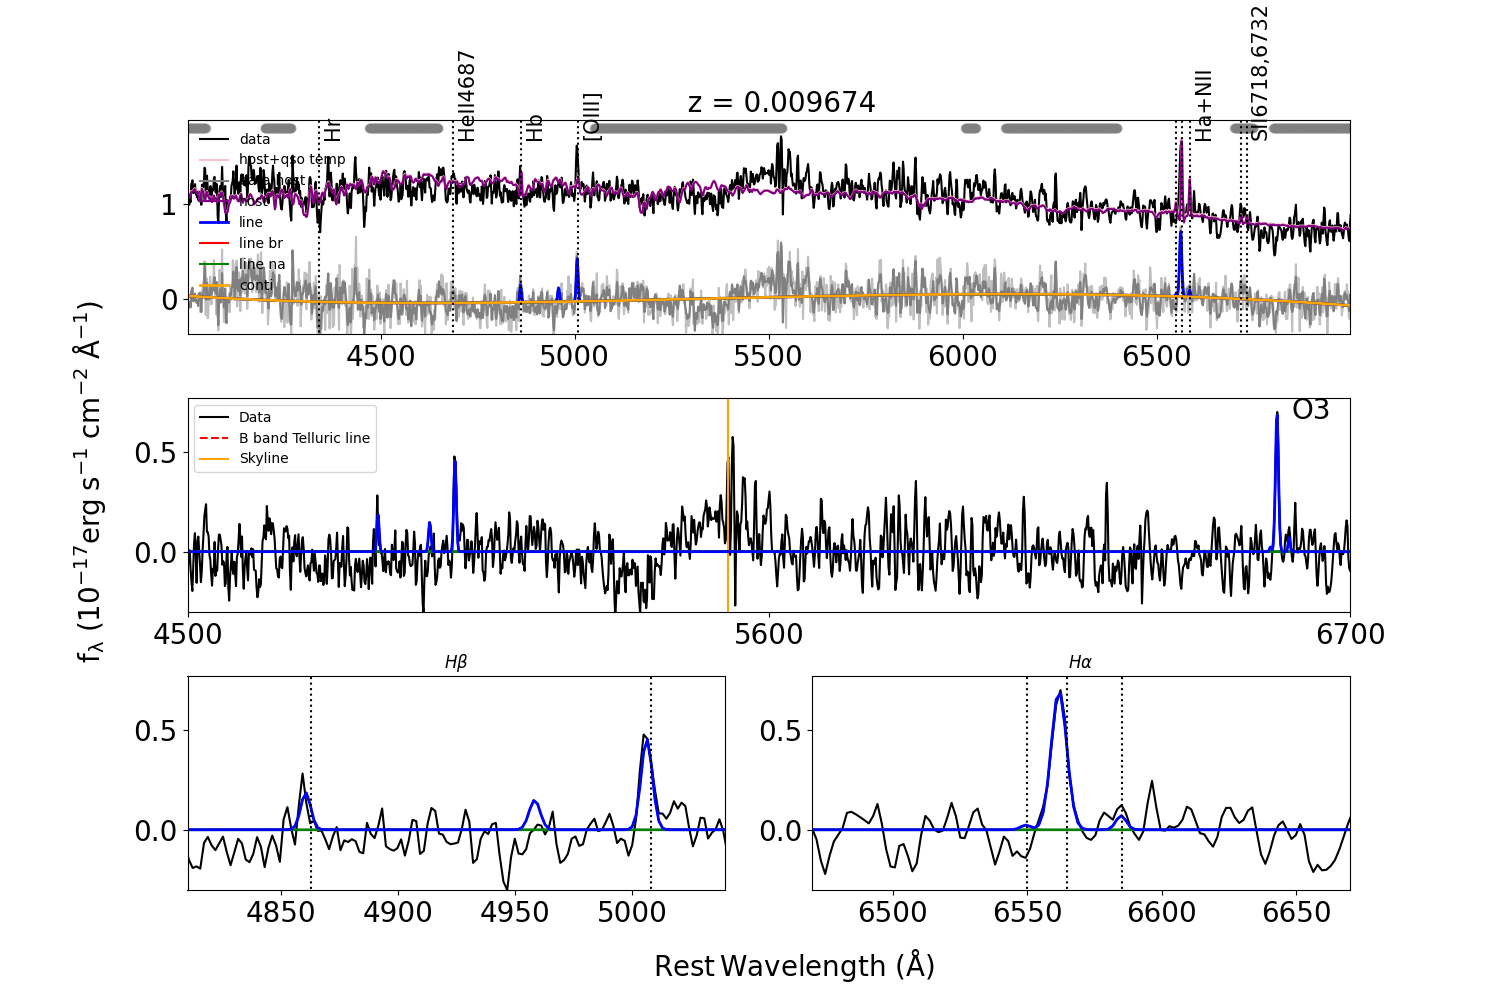 z = 0.009674
Hr
HeII4687
Hb
[OIII]
Ha+NII
SII6718,6732
data
hpst+qso temp
data-host
host
line
line br
line na
conti
1
0
4500 5000 5500 6000 6500
fλ (10⁻¹⁷erg s⁻¹ cm⁻² Å⁻¹)
O3
Data
B band Telluric line
Skyline
0.5
0.0
4500 5600 6700
Hβ
0.5
0.0
4850 4900 4950 5000
Hα
0.5
0.0
6500 6550 6600 6650
Rest Wavelength (Å)